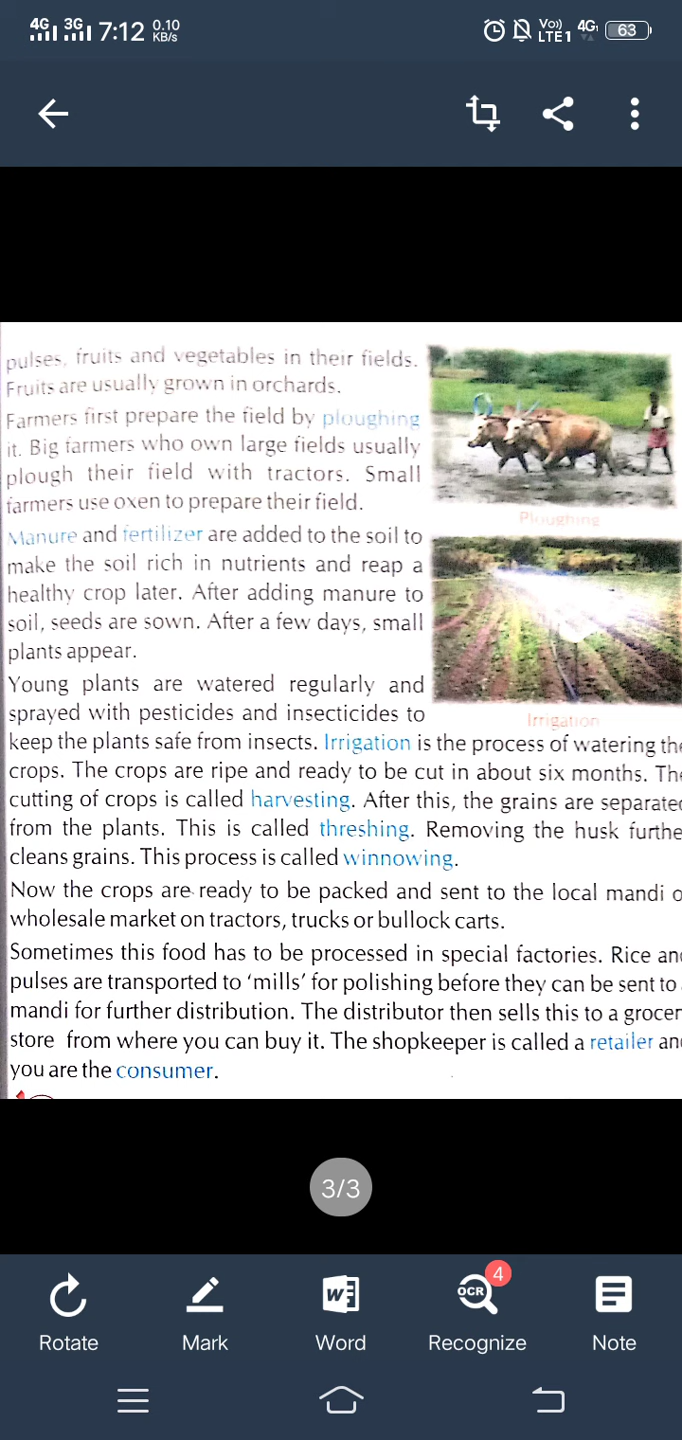 4G 3G 7:12 0.10 KB/s Vo)) LTE1 4G 63
pulses, fruits and vegetables in their fields.
Fruits are usually grown in orchards.
Farmers first prepare the field by ploughing
it. Big farmers who own large fields usually
plough their field with tractors. Small
farmers use oxen to prepare their field.
Ploughing
Manure and fertilizer are added to the soil to
make the soil rich in nutrients and reap a
healthy crop later. After adding manure to
soil, seeds are sown. After a few days, small
plants appear.
Young plants are watered regularly and
sprayed with pesticides and insecticides to
Irrigation
keep the plants safe from insects. Irrigation is the process of watering the
crops. The crops are ripe and ready to be cut in about six months. The
cutting of crops is called harvesting. After this, the grains are separated
from the plants. This is called threshing. Removing the husk furthe
cleans grains. This process is called winnowing.
Now the crops are ready to be packed and sent to the local mandi o
wholesale market on tractors, trucks or bullock carts.
Sometimes this food has to be processed in special factories. Rice and
pulses are transported to ‘mills’ for polishing before they can be sent to
mandi for further distribution. The distributor then sells this to a grocer
store from where you can buy it. The shopkeeper is called a retailer and
you are the consumer.
3/3
OCR 4
Rotate Mark Word Recognize Note